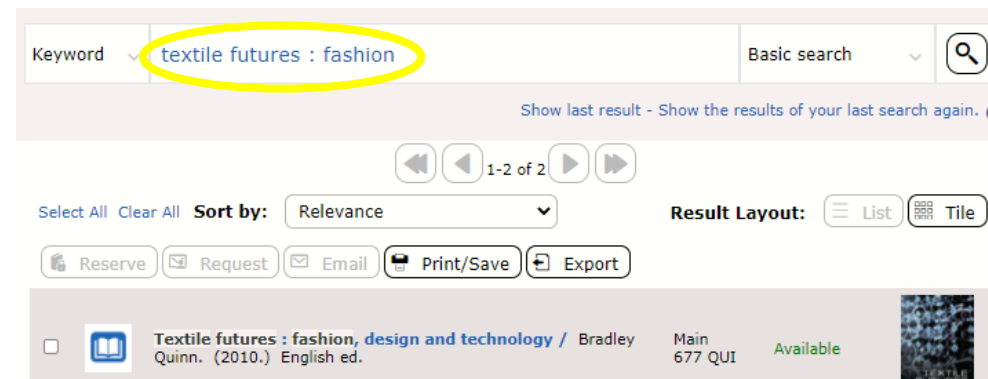 Keyword textile futures : fashion Basic search
Show last result - Show the results of your last search again.
1-2 of 2
Select All Clear All Sort by: Relevance Result Layout: List Tile
Reserve Request Email Print/Save Export
Textile futures : fashion, design and technology / Bradley Main
Quinn. (2010.) English ed. 677 QUI Available
TEXTILE